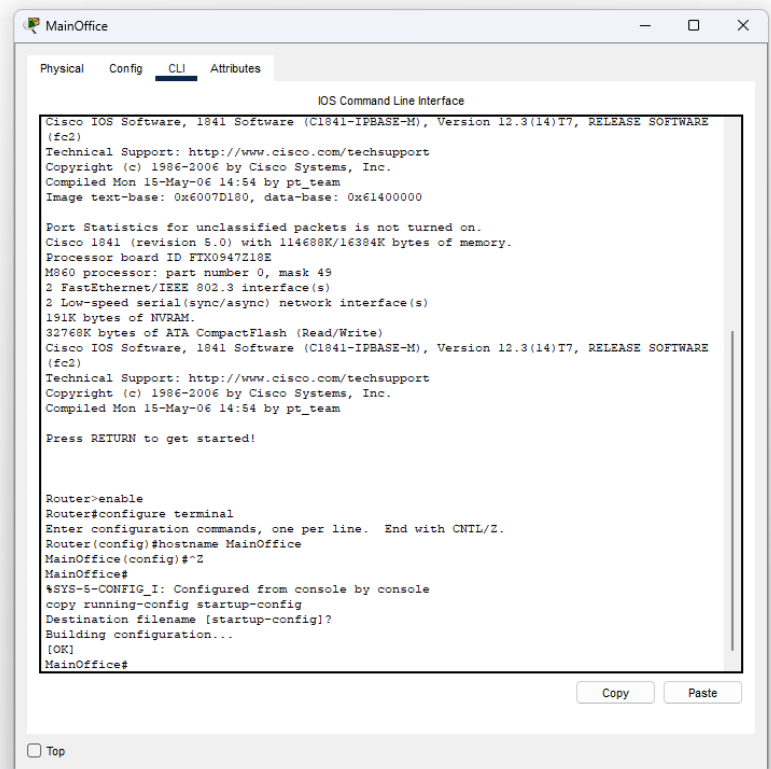 MainOffice
Physical Config CLI Attributes
IOS Command Line Interface
Cisco IOS Software, 1841 Software (C1841-IPBASE-M), Version 12.3(14)T7, RELEASE SOFTWARE
(fc2)
Technical Support: http://www.cisco.com/techsupport
Copyright (c) 1986-2006 by Cisco Systems, Inc.
Compiled Mon 15-May-06 14:54 by pt_team
Image text-base: 0x6007D180, data-base: 0x61400000
Port Statistics for unclassified packets is not turned on.
Cisco 1841 (revision 5.0) with 114688K/16384K bytes of memory.
Processor board ID FTX0947Z18E
M860 processor: part number 0, mask 49
2 FastEthernet/IEEE 802.3 interface(s)
2 Low-speed serial(sync/async) network interface(s)
191K bytes of NVRAM.
32768K bytes of ATA CompactFlash (Read/Write)
Cisco IOS Software, 1841 Software (C1841-IPBASE-M), Version 12.3(14)T7, RELEASE SOFTWARE
(fc2)
Technical Support: http://www.cisco.com/techsupport
Copyright (c) 1986-2006 by Cisco Systems, Inc.
Compiled Mon 15-May-06 14:54 by pt_team
Press RETURN to get started!
Router>enable
Router#configure terminal
Enter configuration commands, one per line.  End with CNTL/Z.
Router(config)#hostname MainOffice
MainOffice(config)#^Z
MainOffice#
%SYS-5-CONFIG_I: Configured from console by console
copy running-config startup-config
Destination filename [startup-config]?
Building configuration...
[OK]
MainOffice#
Copy Paste
Top